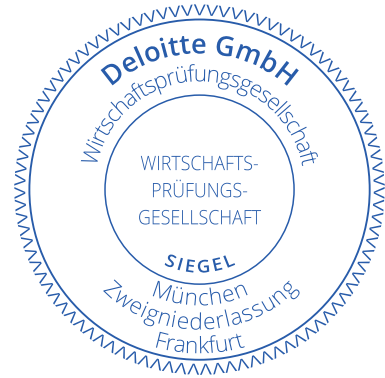 Deloitte GmbH
Wirtschaftsprüfungsgesellschaft
WIRTSCHAFTS-
PRÜFUNGS-
GESELLSCHAFT
SIEGEL
München
Zweigniederlassung
Frankfurt